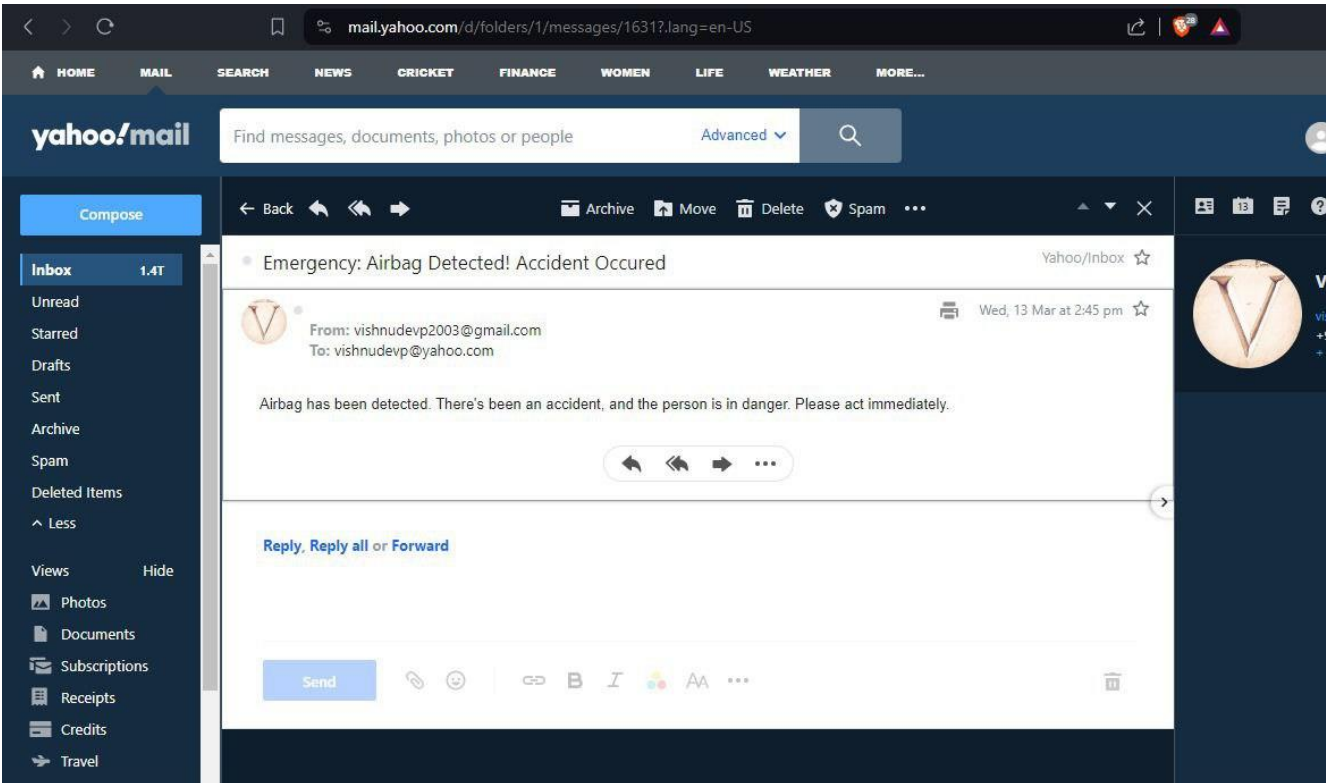 mail.yahoo.com/d/folders/1/messages/1631?.lang=en-US
28
HOME MAIL SEARCH NEWS CRICKET FINANCE WOMEN LIFE WEATHER MORE...
yahoo!mail
Find messages, documents, photos or people Advanced
Compose
Back Archive Move Delete Spam
13
Inbox 1.4T
Unread
Starred
Drafts
Sent
Archive
Spam
Deleted Items
Less
Views Hide
Photos
Documents
Subscriptions
Receipts
Credits
Travel
Emergency: Airbag Detected! Accident Occured Yahoo/Inbox
From: vishnudevp2003@gmail.com Wed, 13 Mar at 2:45 pm
To: vishnudevp@yahoo.com
Airbag has been detected. There's been an accident, and the person is in danger. Please act immediately.
Reply, Reply all or Forward
Send B I AA
V
V
V
vis
+